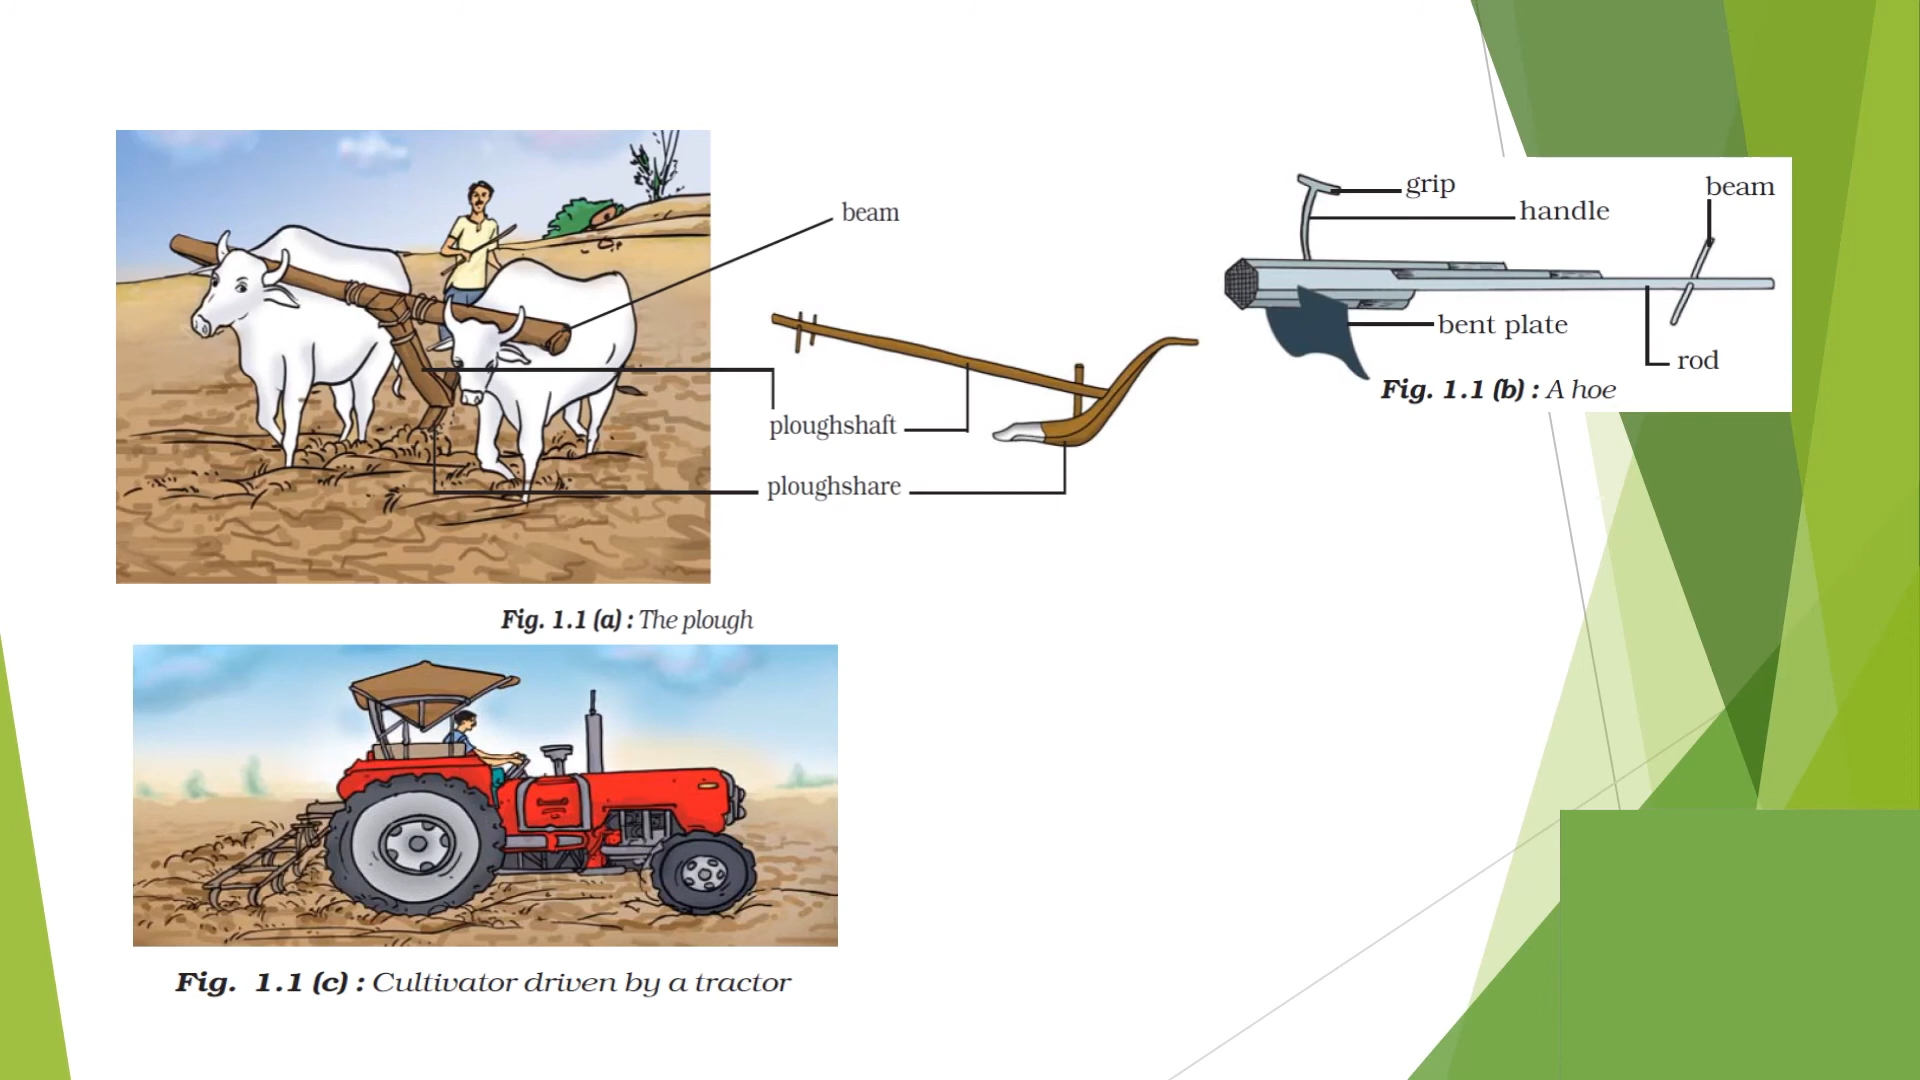 beam
ploughshaft
ploughshare
Fig. 1.1 (a) : The plough
grip
beam
handle
bent plate
rod
Fig. 1.1 (b) : A hoe
Fig. 1.1 (c) : Cultivator driven by a tractor